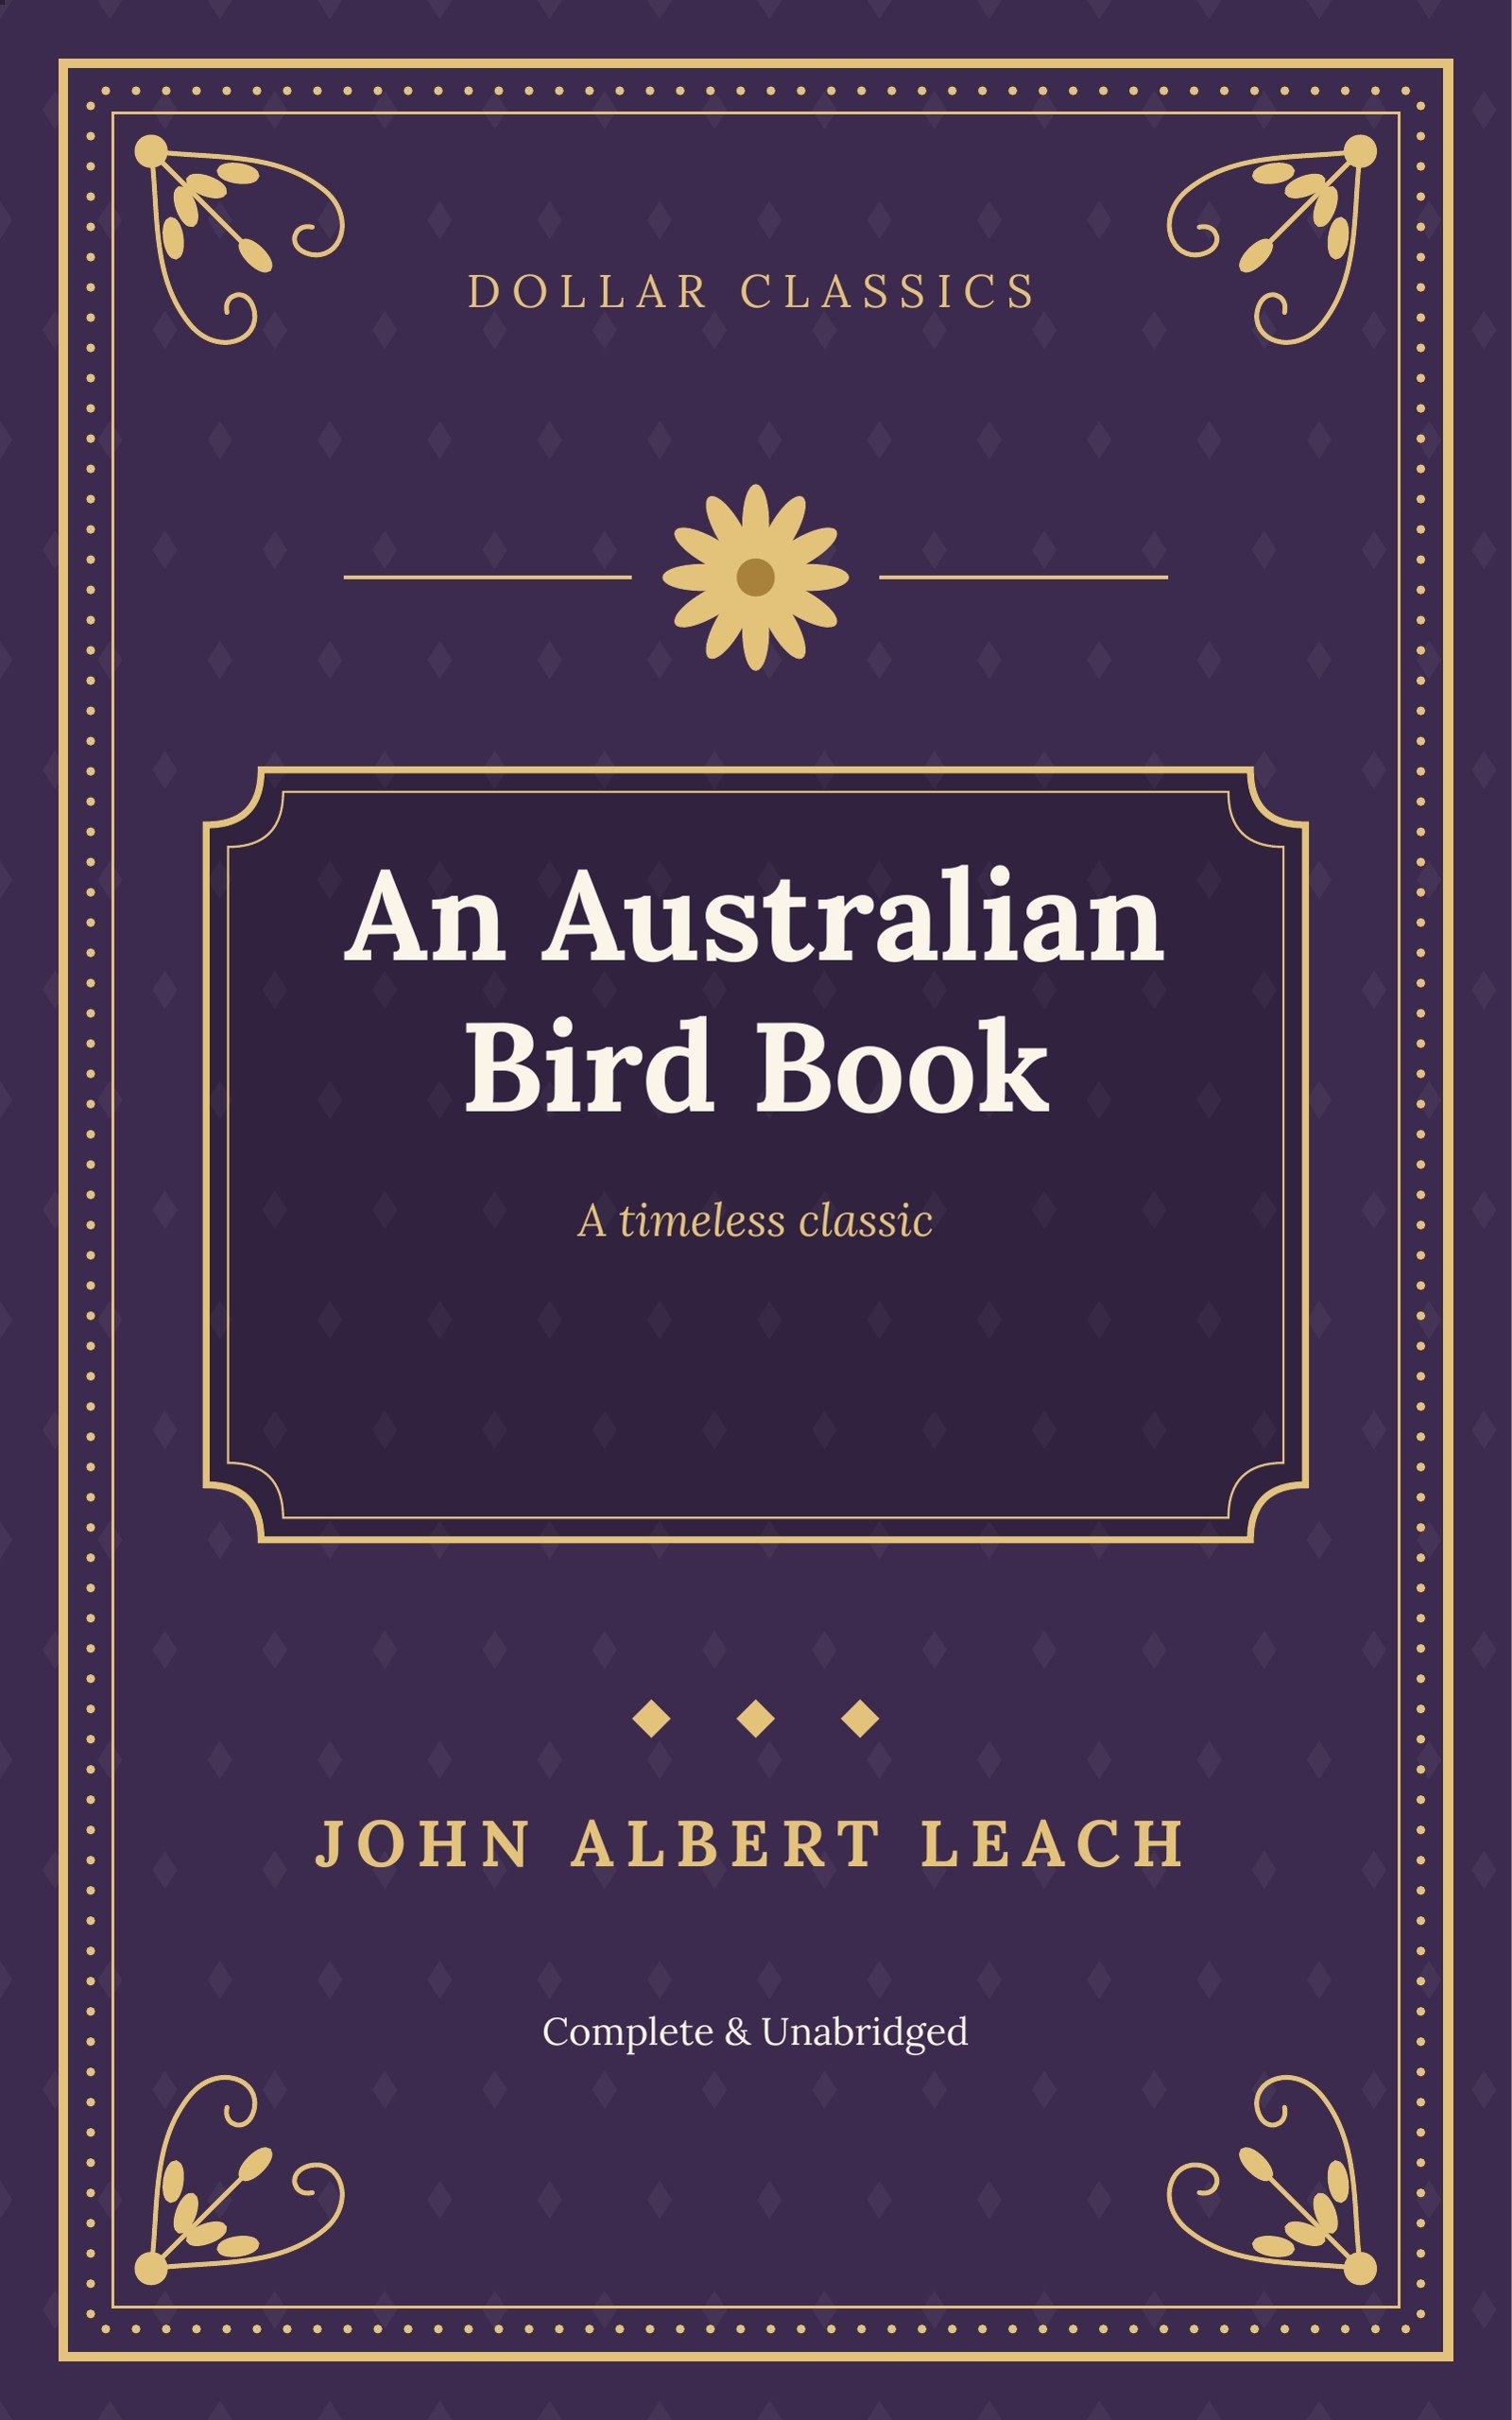 DOLLAR CLASSICS
An Australian
Bird Book
A timeless classic
JOHN ALBERT LEACH
Complete & Unabridged